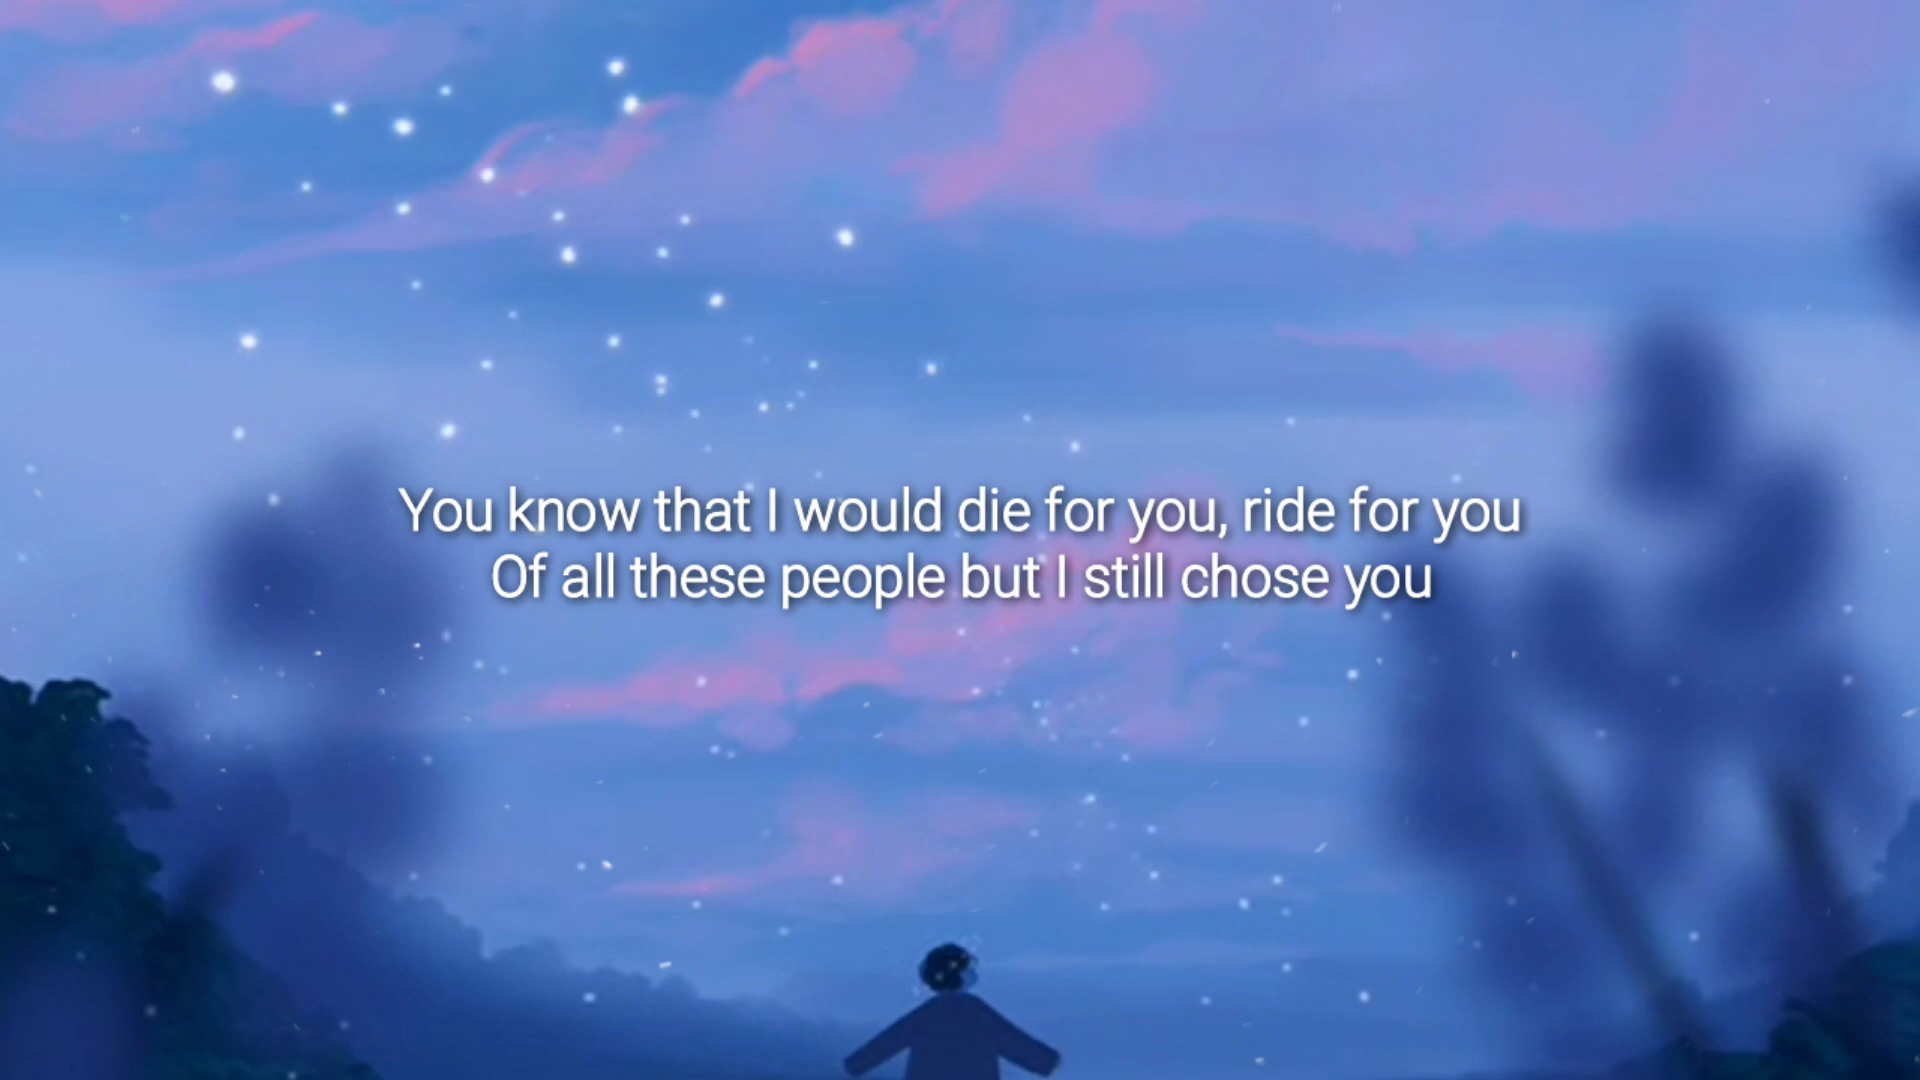 You know that I would die for you, ride for you
Of all these people but I still chose you